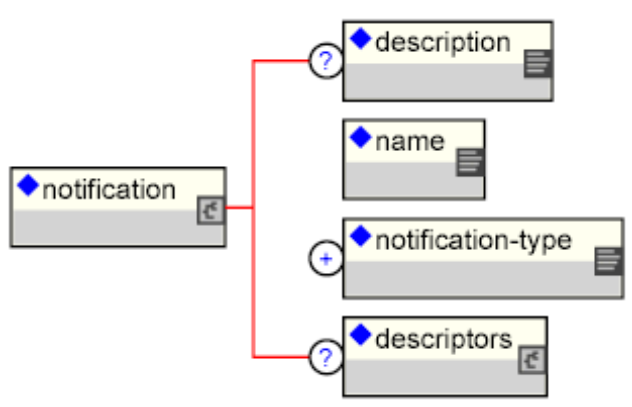 ?
description
name
notification
+
notification-type
?
descriptors